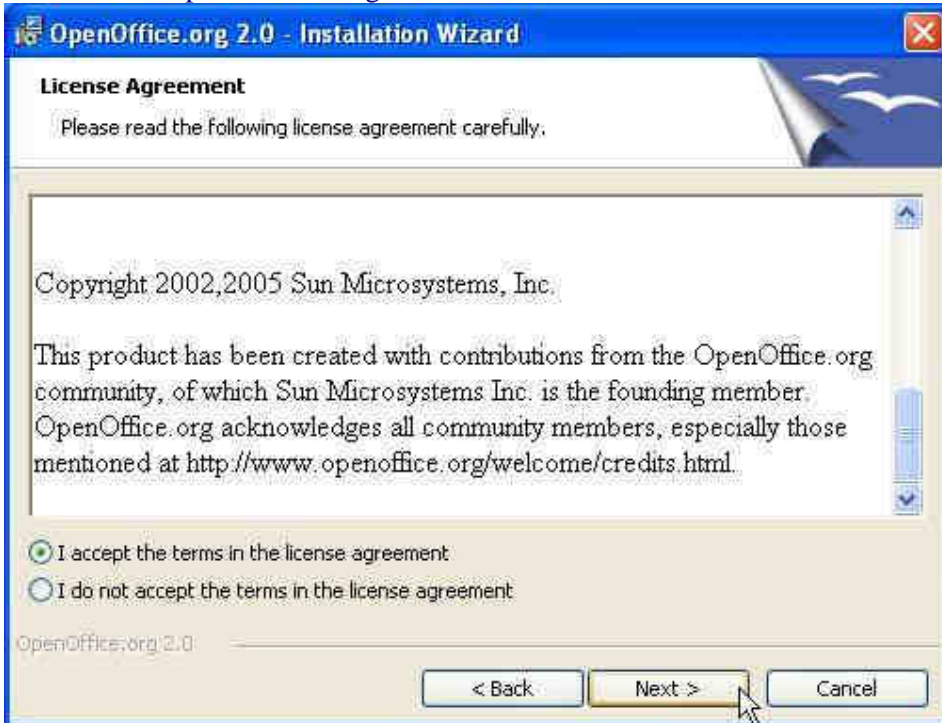 OpenOffice.org 2.0 - Installation Wizard
License Agreement
Please read the following license agreement carefully.
Copyright 2002,2005 Sun Microsystems, Inc.
This product has been created with contributions from the OpenOffice.org
community, of which Sun Microsystems Inc. is the founding member.
OpenOffice.org acknowledges all community members, especially those
mentioned at http://www.openoffice.org/welcome/credits.html.
I accept the terms in the license agreement
I do not accept the terms in the license agreement
OpenOffice.org 2.0
< Back Next > Cancel